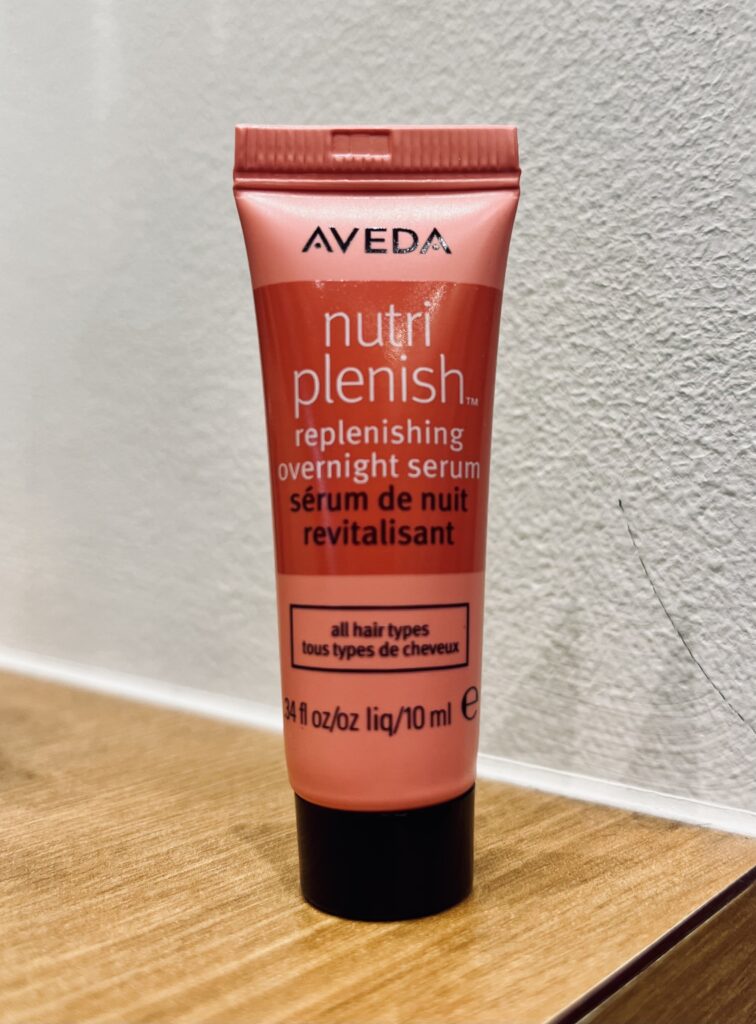 AVEDA
nutri
plenish™
replenishing
overnight serum
sérum de nuit
revitalisant
all hair types
tous types de cheveux
34 fl oz/oz liq/10 ml ℮